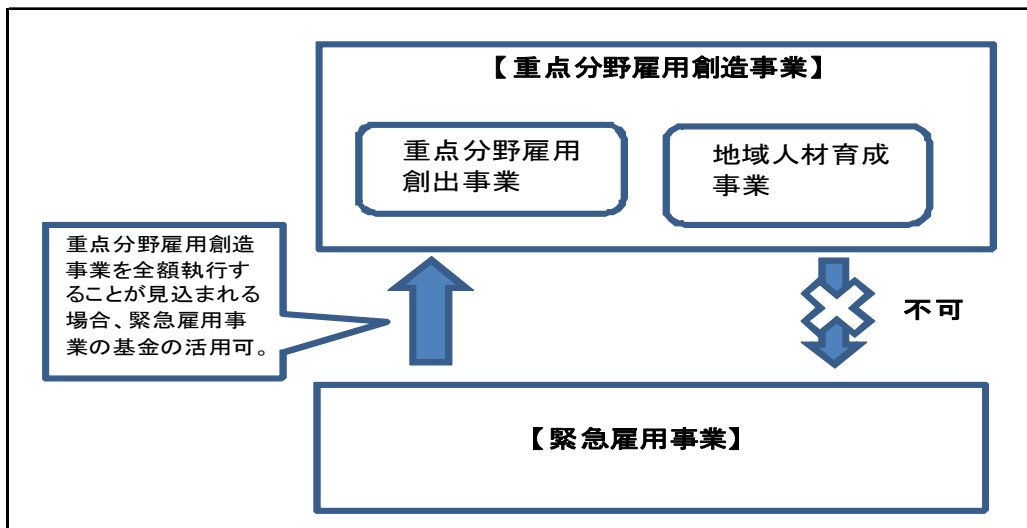 【重点分野雇用創造事業】
重点分野雇用
創出事業
地域人材育成
事業
重点分野雇用創造
事業を全額執行す
ることが見込まれる
場合、緊急雇用事
業の基金の活用可。
不可
【緊急雇用事業】